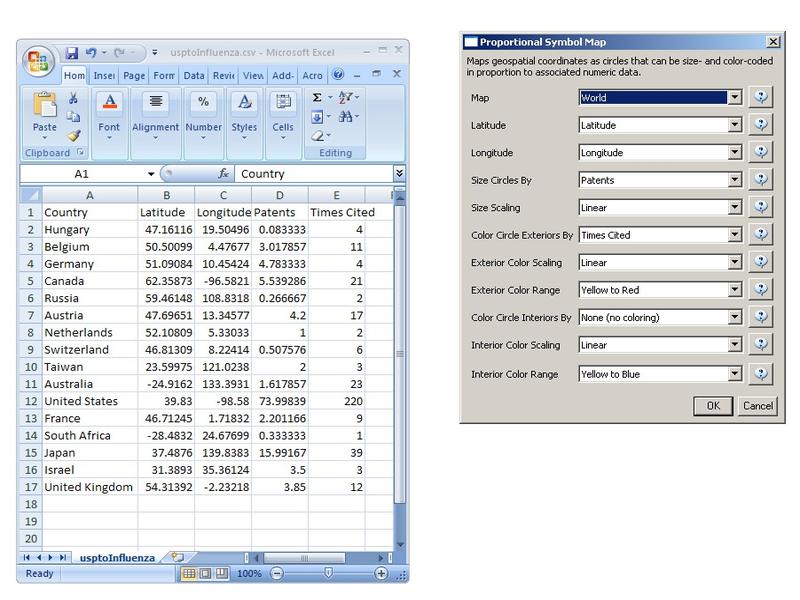 usptoInfluenza.csv - Microsoft Excel
Hom Inser Page Forr Data Revie View Add- Acro
Paste Font Alignment Number Styles Cells
Clipboard Editing
A1 fx Country
A B C D E F
1 Country Latitude Longitude Patents Times Cited
2 Hungary 47.16116 19.50496 0.083333 4
3 Belgium 50.50099 4.47677 3.017857 11
4 Germany 51.09084 10.45424 4.783333 4
5 Canada 62.35873 -96.5821 5.539286 21
6 Russia 59.46148 108.8318 0.266667 2
7 Austria 47.69651 13.34577 4.2 17
8 Netherlands 52.10809 5.33033 1 2
9 Switzerland 46.81309 8.22414 0.507576 6
10 Taiwan 23.59975 121.0238 2 3
11 Australia -24.9162 133.3931 1.617857 23
12 United States 39.83 -98.58 73.99839 220
13 France 46.71245 1.71832 2.201166 9
14 South Africa -28.4832 24.67699 0.333333 1
15 Japan 37.4876 139.8383 15.99167 39
16 Israel 31.3893 35.36124 3.5 3
17 United Kingdom 54.31392 -2.23218 3.85 12
18
19
20
usptoInfluenza
Ready 100%
Proportional Symbol Map
Maps geospatial coordinates as circles that can be size- and color-coded
in proportion to associated numeric data.
Map World
Latitude Latitude
Longitude Longitude
Size Circles By Patents
Size Scaling Linear
Color Circle Exteriors By Times Cited
Exterior Color Scaling Linear
Exterior Color Range Yellow to Red
Color Circle Interiors By None (no coloring)
Interior Color Scaling Linear
Interior Color Range Yellow to Blue
OK Cancel